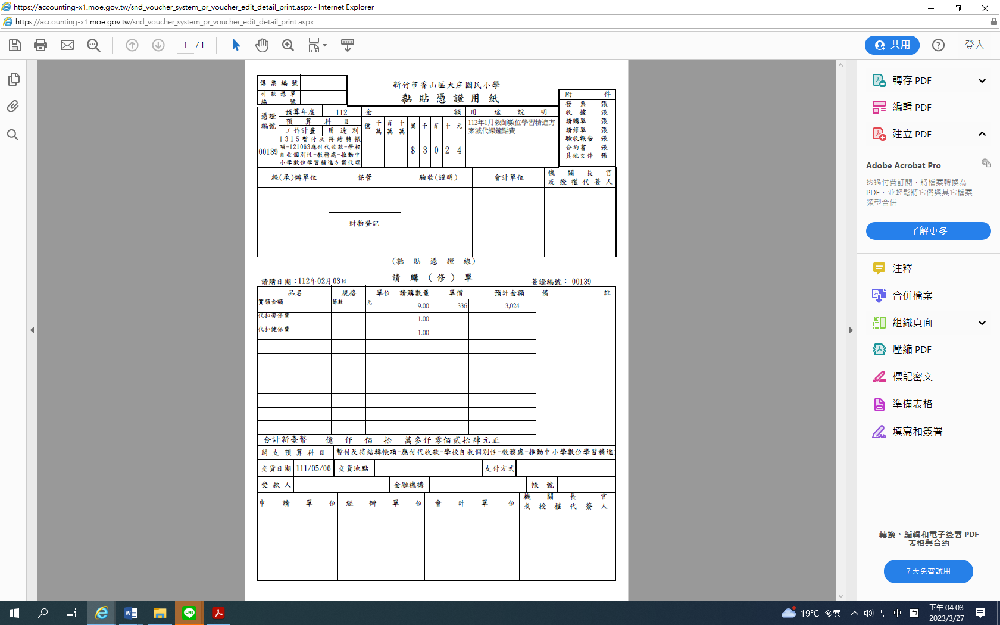 https://accounting-x1.moe.gov.tw/snd_voucher_system_pr_voucher_edit_detail_print.aspx - Internet Explorer
https://accounting-x1.moe.gov.tw/snd_voucher_system_pr_voucher_edit_detail_print.aspx
1 / 1
共用
登入
傳票編號
付款憑單
編號
新竹市香山區大庄國民小學
黏貼憑證用紙
附件
發票 張
收據 張
請購單 張
請修單 張
驗收報告 張
合約書 張
其他文件 張
憑證
編號
預算年度 112
預算科目
工作計畫 用途別
金額
億 千萬 百萬 十萬 萬 千 百 十 元
用途說明
00139
1315暫付及待結轉帳
項-121063應付代收款-學校
自收個別性-教務處-推動中
小學數位學習精進方案代理
$ 3 0 2 4
112年1月教師數位學習精進方
案減代課鐘點費
經(承)辦單位 保管 驗收(證明) 會計單位 機關長官
或授權代簽人
財物登記
(黏貼憑證線)
請購(修)單
請購日期:112年02月03日
簽證編號: 00139
品名 規格 單位 請購數量 單價 預計金額 備註
實領金額 節數 元 9.00 336 3,024
代扣勞保費 1.00
代扣健保費 1.00
合計新臺幣 億 仟 佰 拾 萬參仟零佰貳拾肆元正
開支預算科目 暫付及待結轉帳項-應付代收款-學校自收個別性-教務處-推動中小學數位學習精進
交貨日期 111/05/06 交貨地點 支付方式
受款人 金融機構 帳號
申請單位 經辦單位 會計單位 機關長官
或授權代簽人
轉存 PDF
編輯 PDF
建立 PDF
Adobe Acrobat Pro
透過付費訂閱，將檔案轉換為
PDF，並輕鬆將它們與其它檔案
類型合併
了解更多
注釋
合併檔案
組織頁面
壓縮 PDF
標記密文
準備表格
填寫和簽署
轉換、編輯和電子簽署 PDF
表格與合約
7 天免費試用
19°C 多雲
中
下午 04:03
2023/3/27